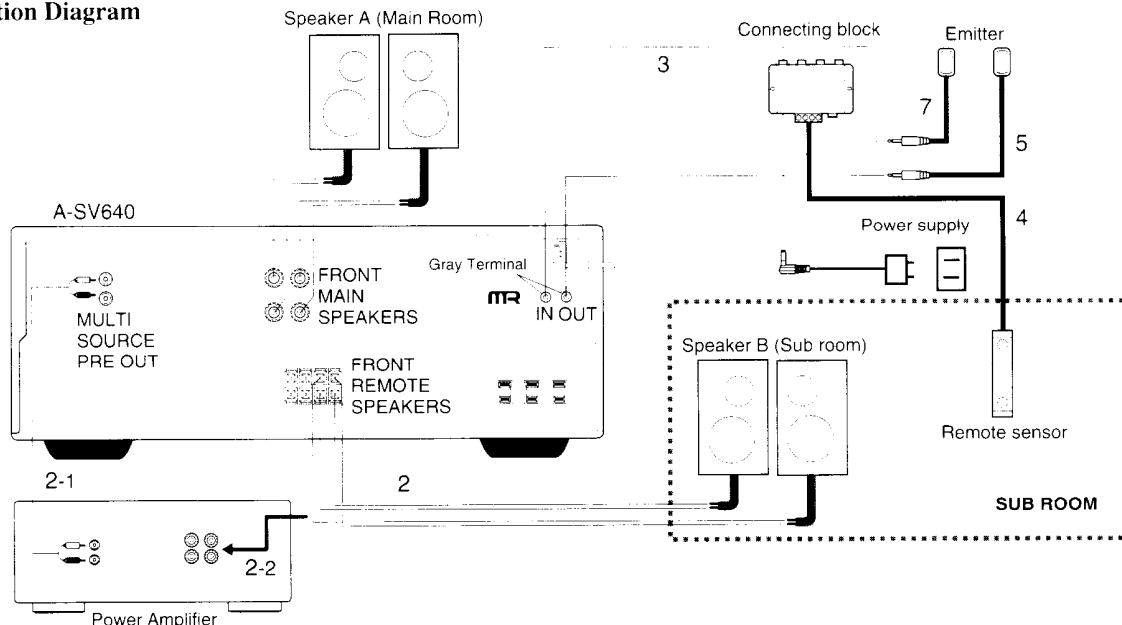 tion Diagram
Speaker A (Main Room)
Connecting block
Emitter
3
7
5
4
A-SV640
Power supply
Gray Terminal
FRONT
MAIN
SPEAKERS
MR
IN OUT
MULTI
SOURCE
PRE OUT
FRONT
REMOTE
SPEAKERS
Speaker B (Sub room)
Remote sensor
SUB ROOM
2-1
2
2-2
Power Amplifier